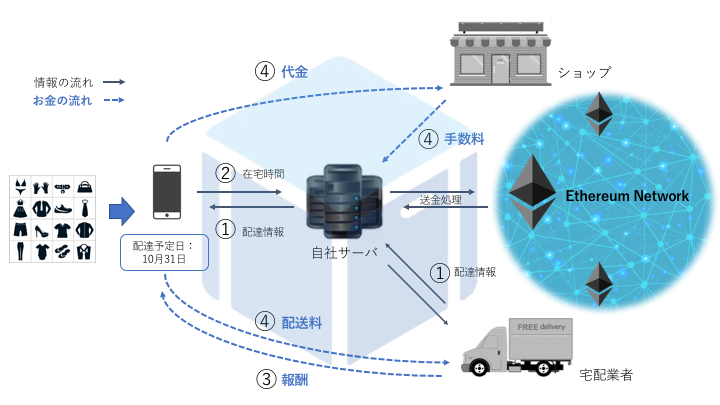 ④ 代金
ショップ
情報の流れ
お金の流れ
④ 手数料
② 在宅時間
Ethereum Network
送金処理
① 配達情報
配達予定日：
10月31日
自社サーバ
① 配達情報
④ 配送料
FREE delivery
③ 報酬
宅配業者